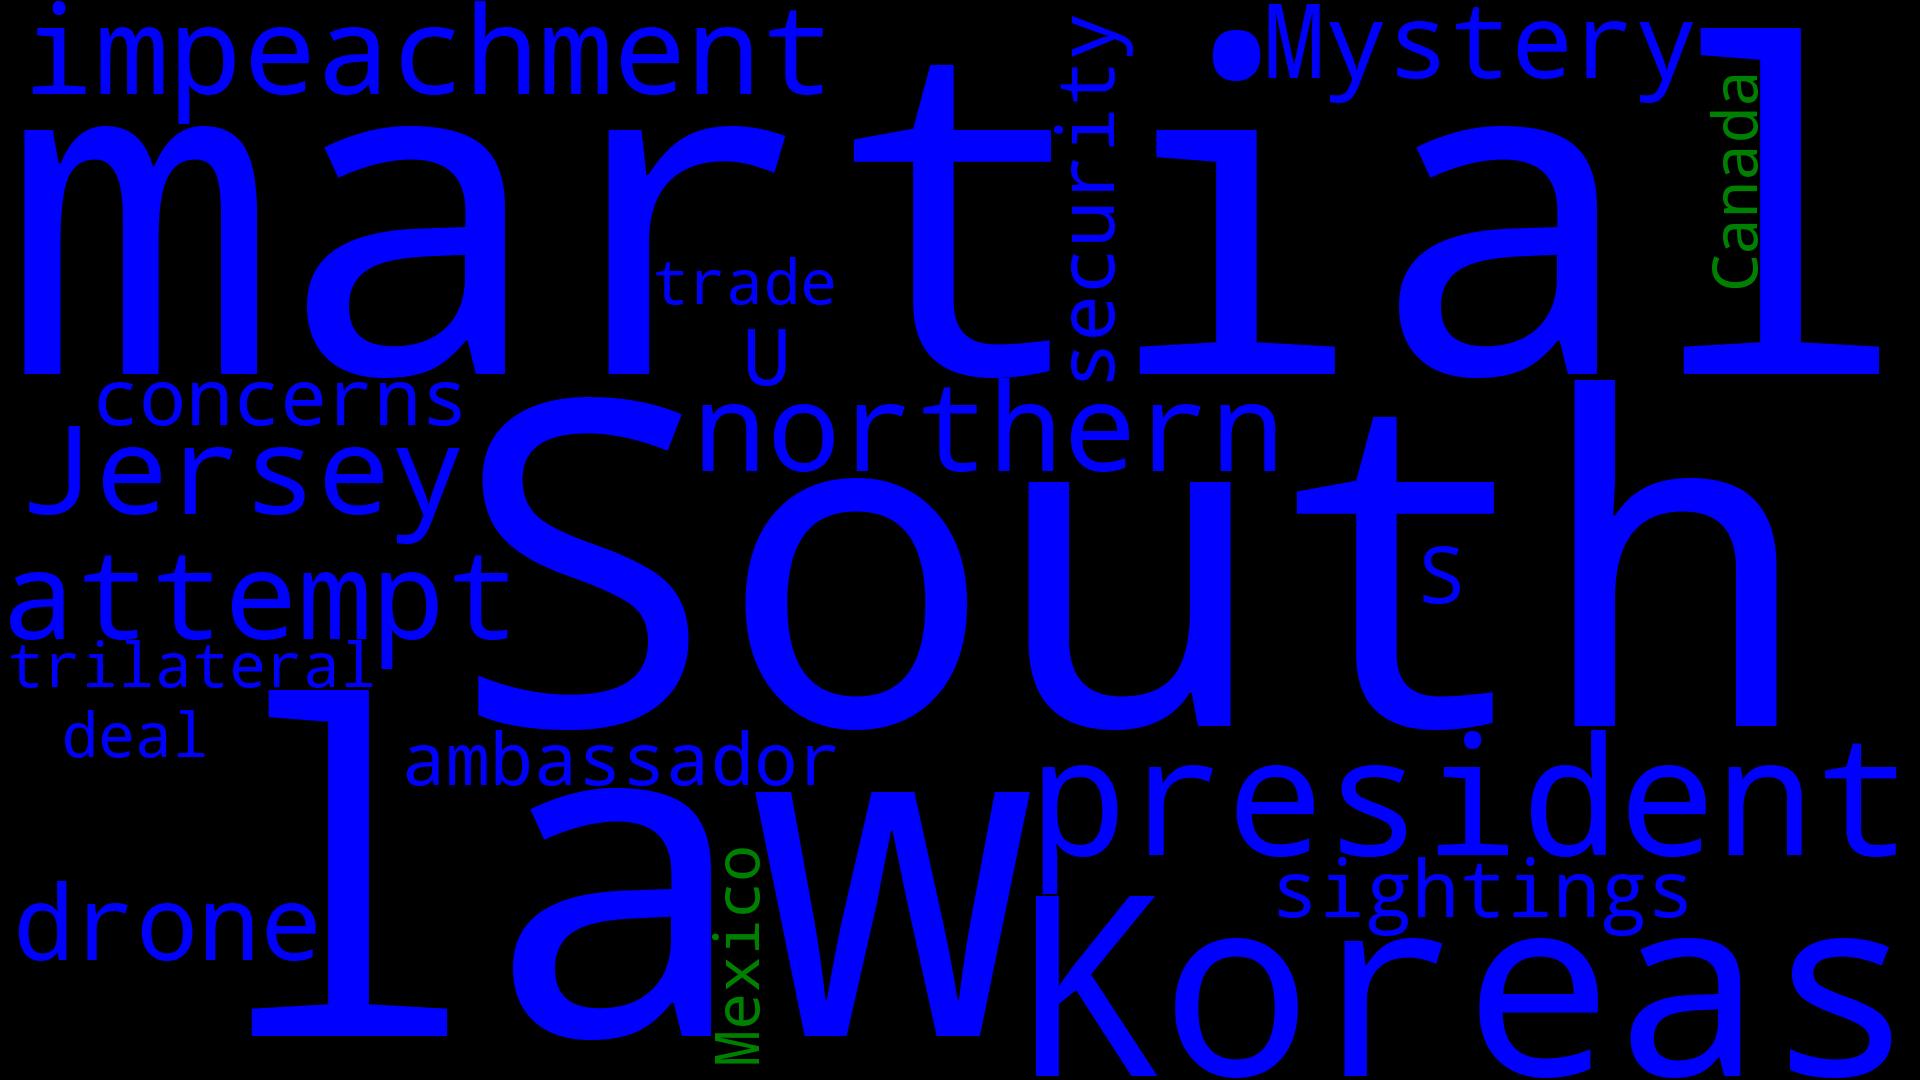 impeachment
Mystery
martial
security
Canada
trade
U
concerns
northern
Jersey
South
attempt
S
trilateral
deal
law
ambassador
president
sightings
drone
Mexico
Koreas